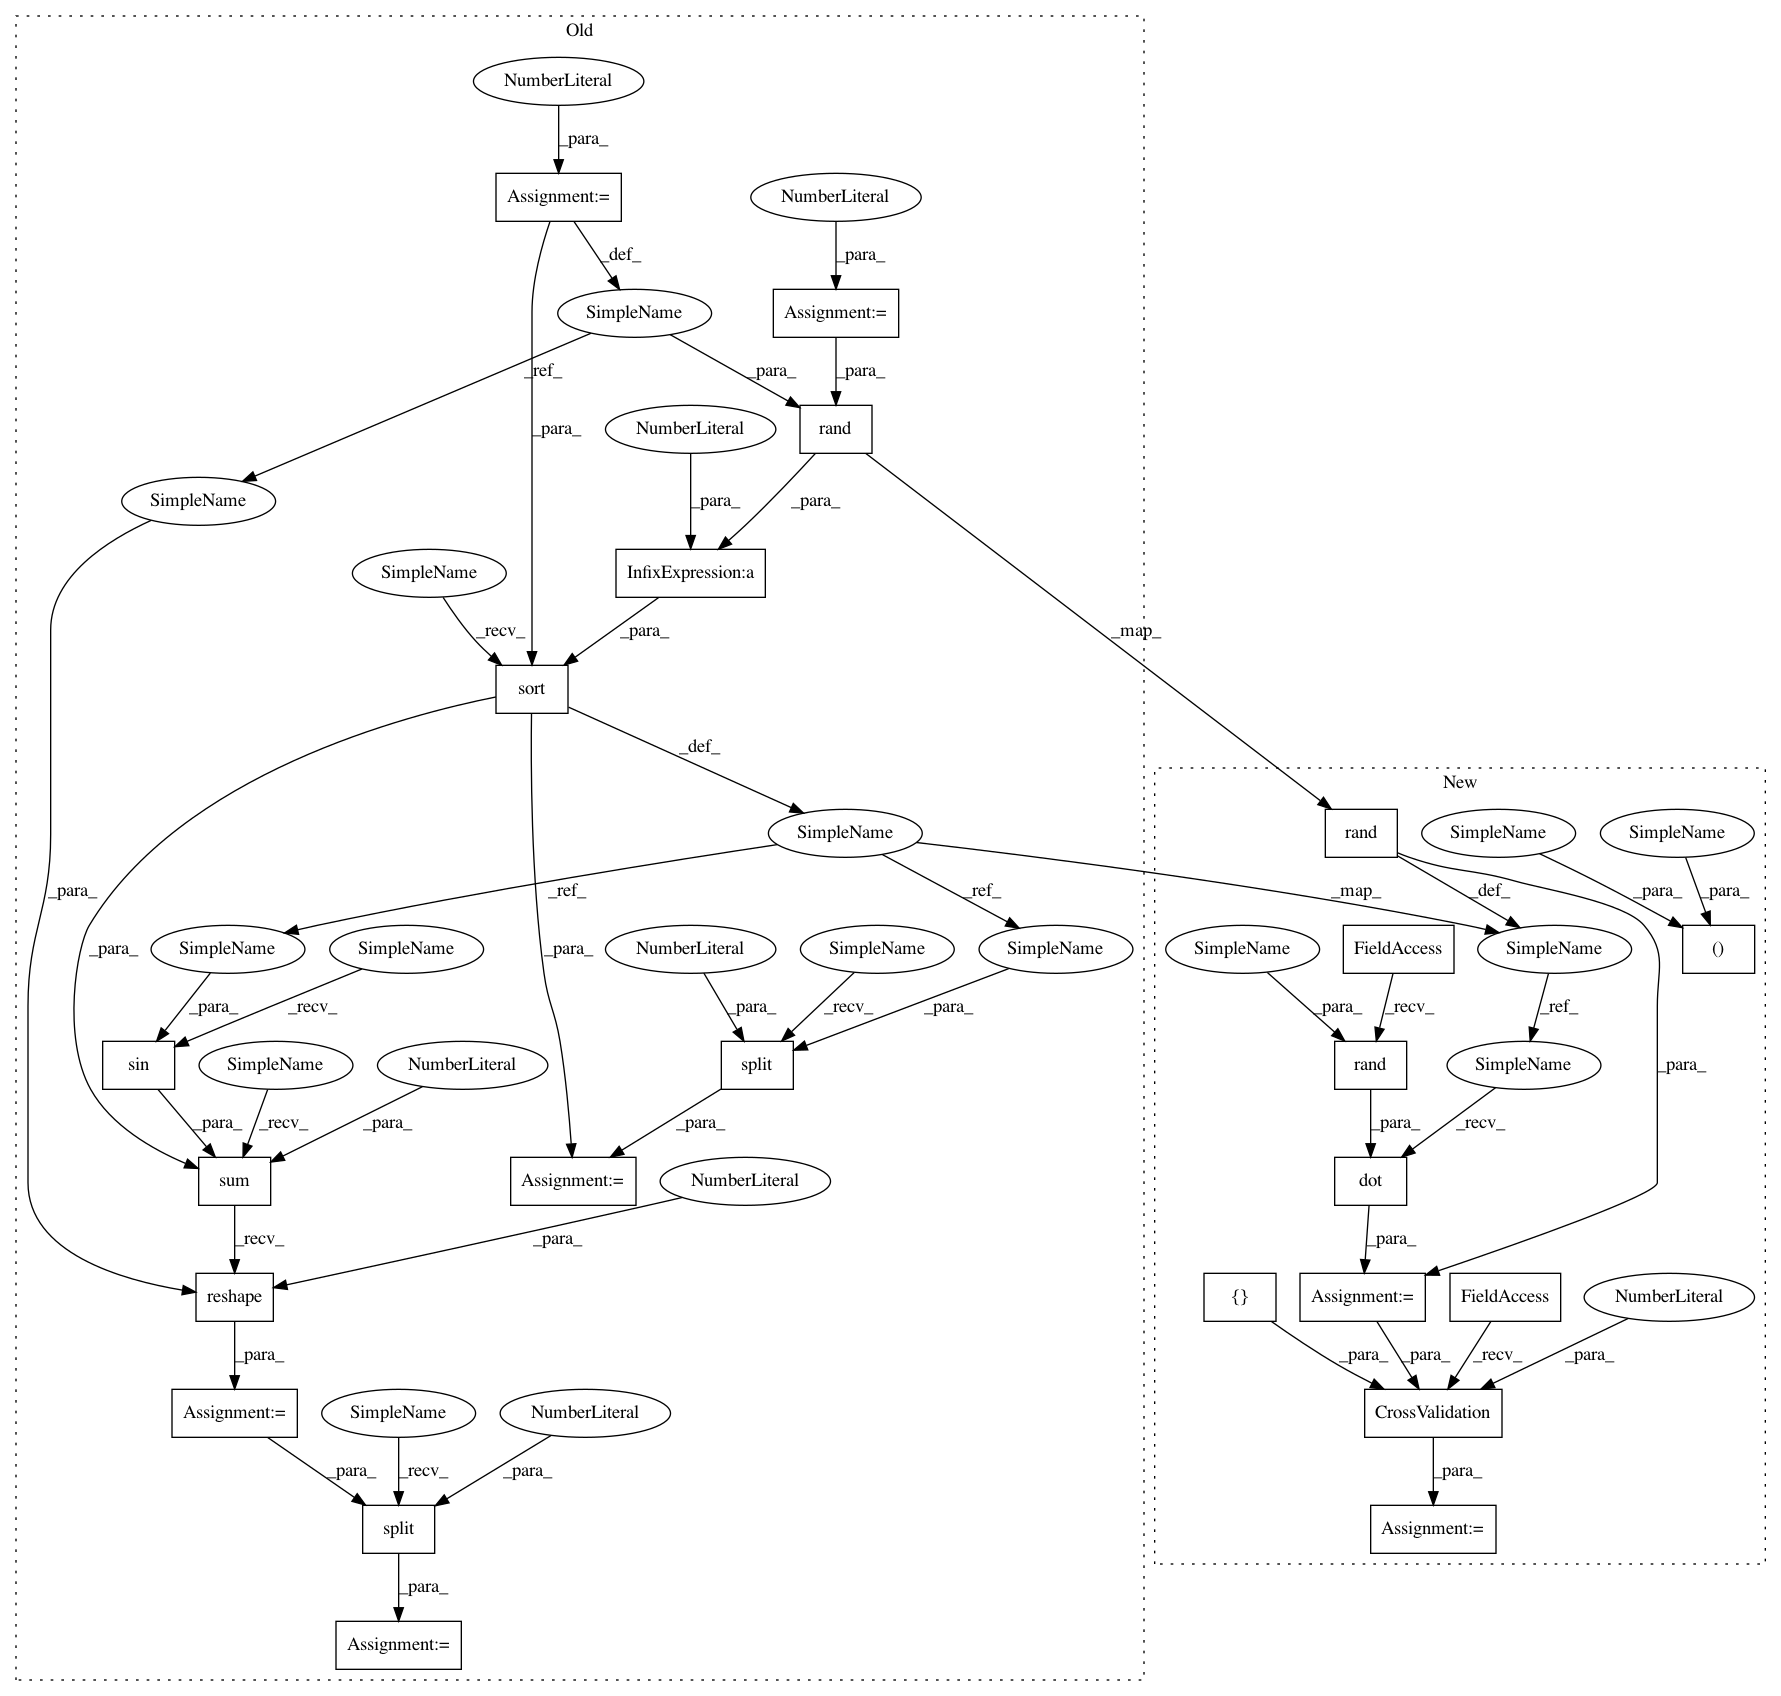 Old
NumberLiteral
_para_
Assignment:=
NumberLiteral
_def_
_para_
SimpleName
Assignment:=
_ref_
_para_
_para_
NumberLiteral
_para_
rand
SimpleName
_para_
_para_
SimpleName
InfixExpression:a
_recv_
_para_
_map_
sort
_def_
New
SimpleName
rand
SimpleName
SimpleName
_para_
_ref_
_ref_
_map_
_def_
_para_
_para_
_para_
SimpleName
SimpleName
_para_
NumberLiteral
SimpleName
SimpleName
SimpleName
FieldAccess
SimpleName
()
_para_
_recv_
_para_
_recv_
_para_
_para_
_recv_
_ref_
sin
SimpleName
NumberLiteral
split
rand
SimpleName
_para_
_para_
_recv_
_para_
_para_
_para_
_recv_
sum
Assignment:=
NumberLiteral
dot
_recv_
_para_
_para_
reshape
{}
Assignment:=
FieldAccess
NumberLiteral
_para_
_para_
_para_
_recv_
_para_
Assignment:=
SimpleName
NumberLiteral
CrossValidation
_para_
_recv_
_para_
_para_
split
Assignment:=
_para_
Assignment:=